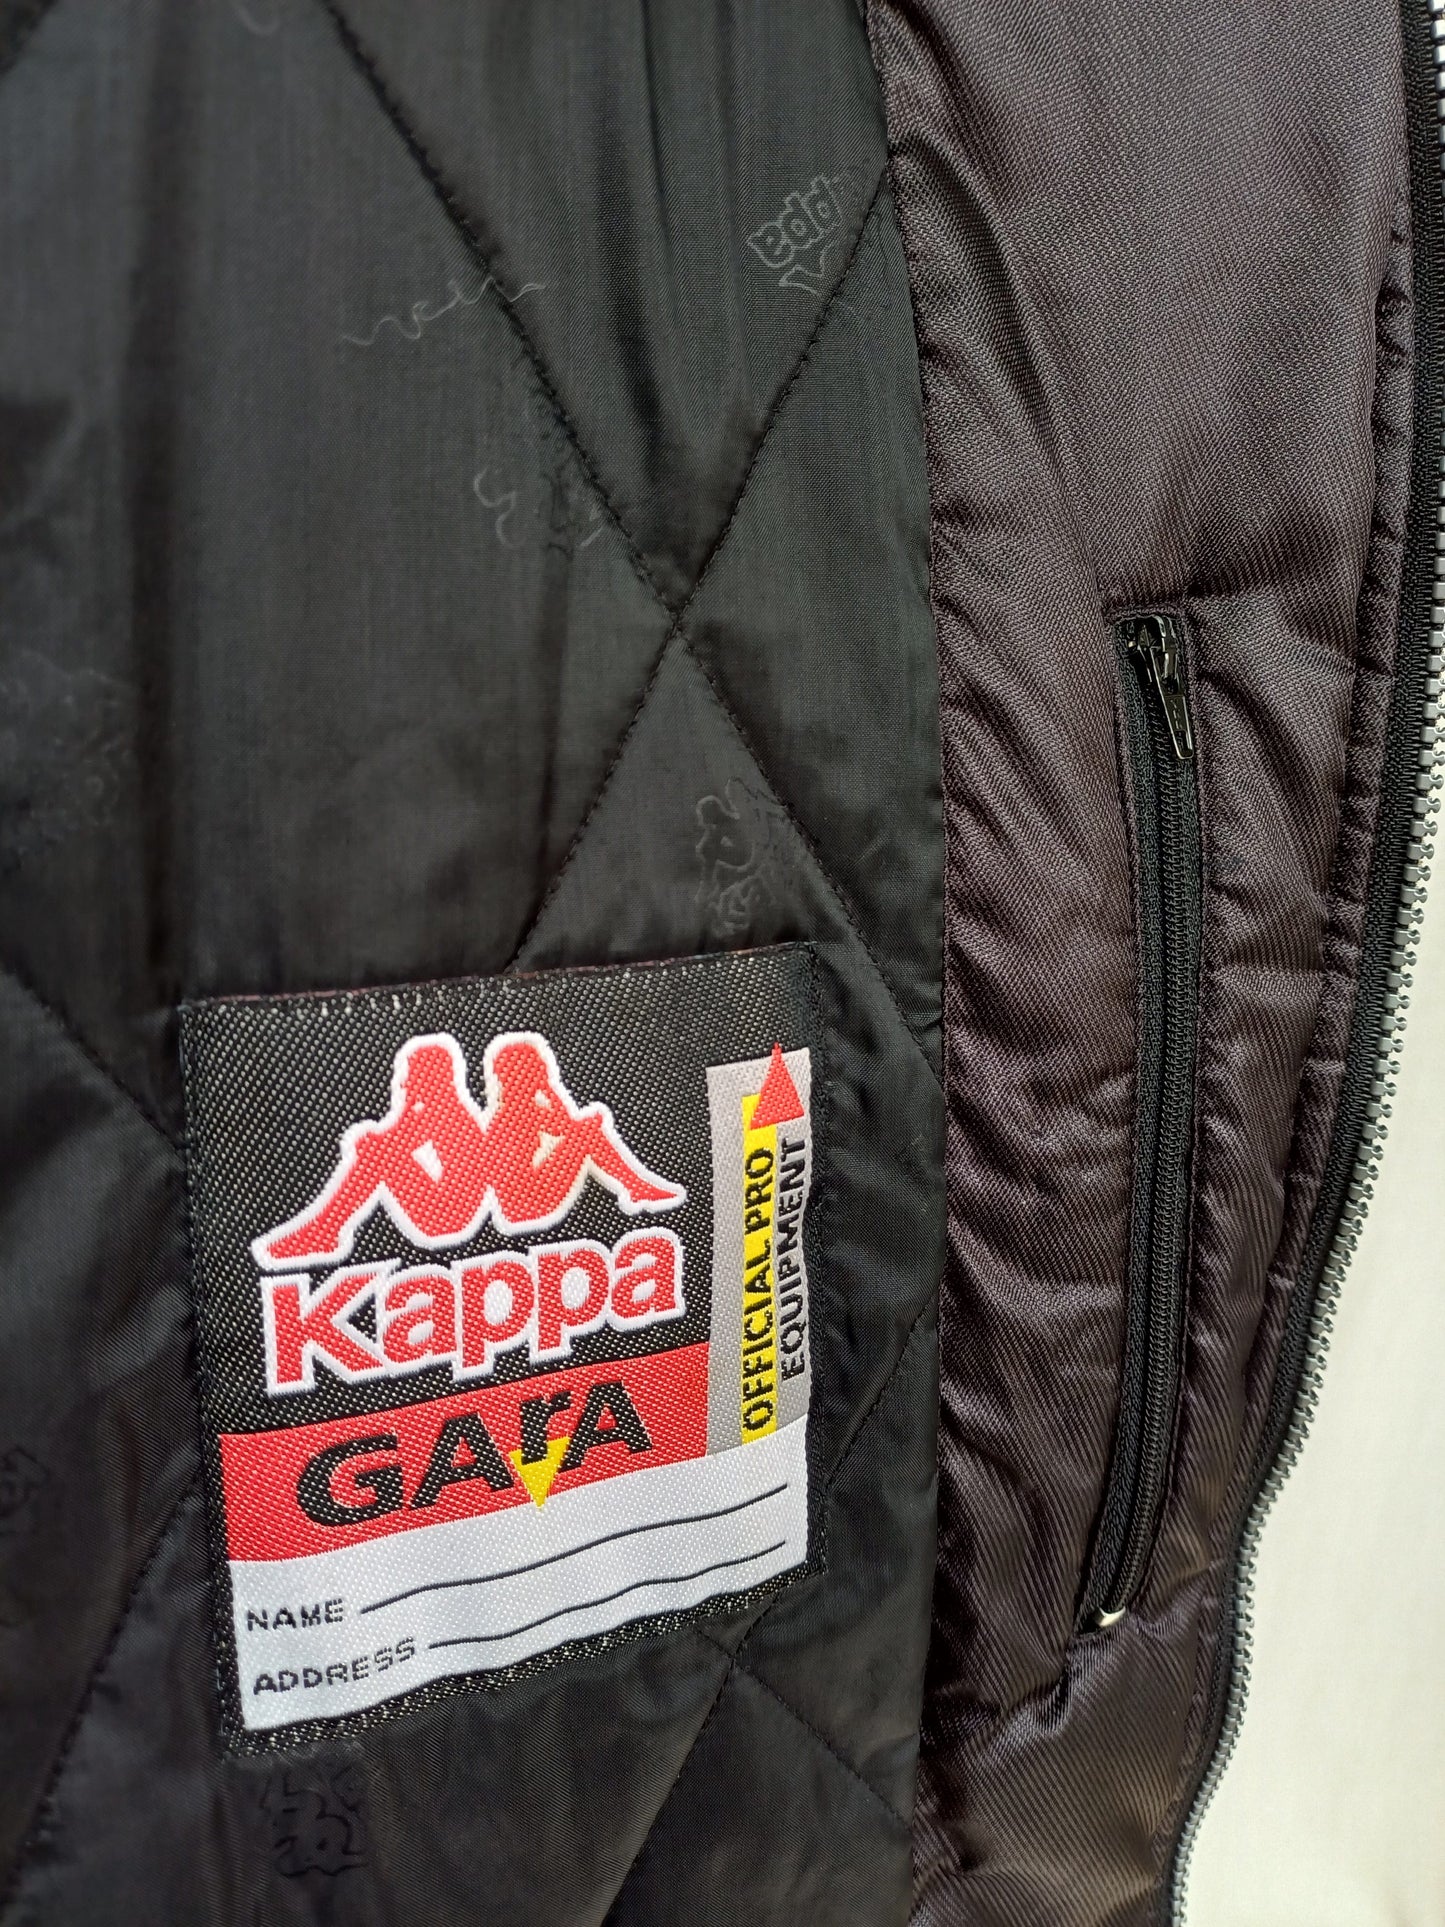 Kappa
GArA
OFFICIAL PRO
EQUIPMENT
NAME
ADDRESS